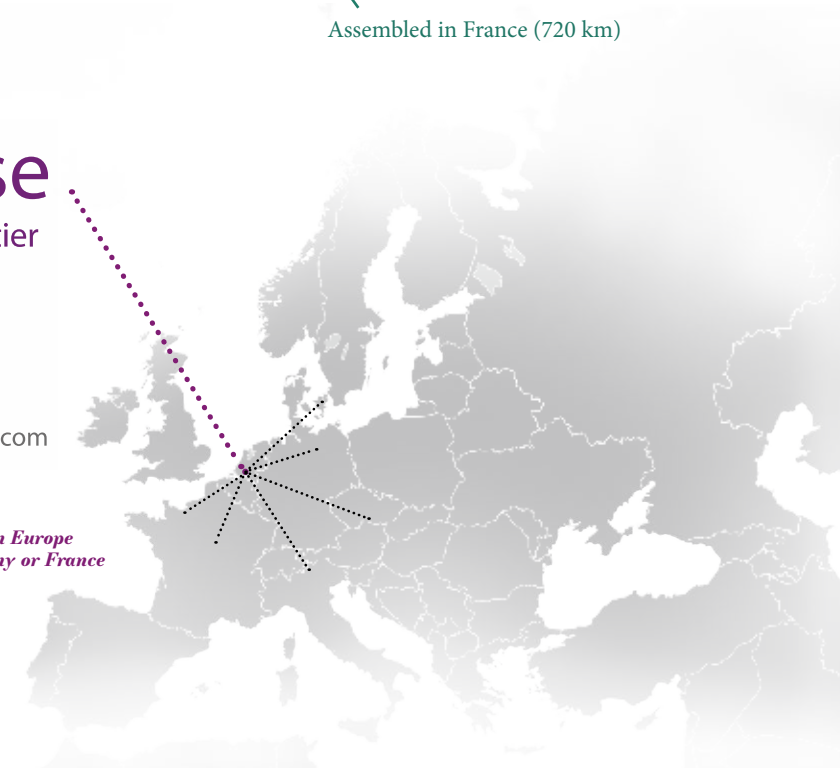 Assembled in France (720 km)
se
tier
com
n Europe
ny or France